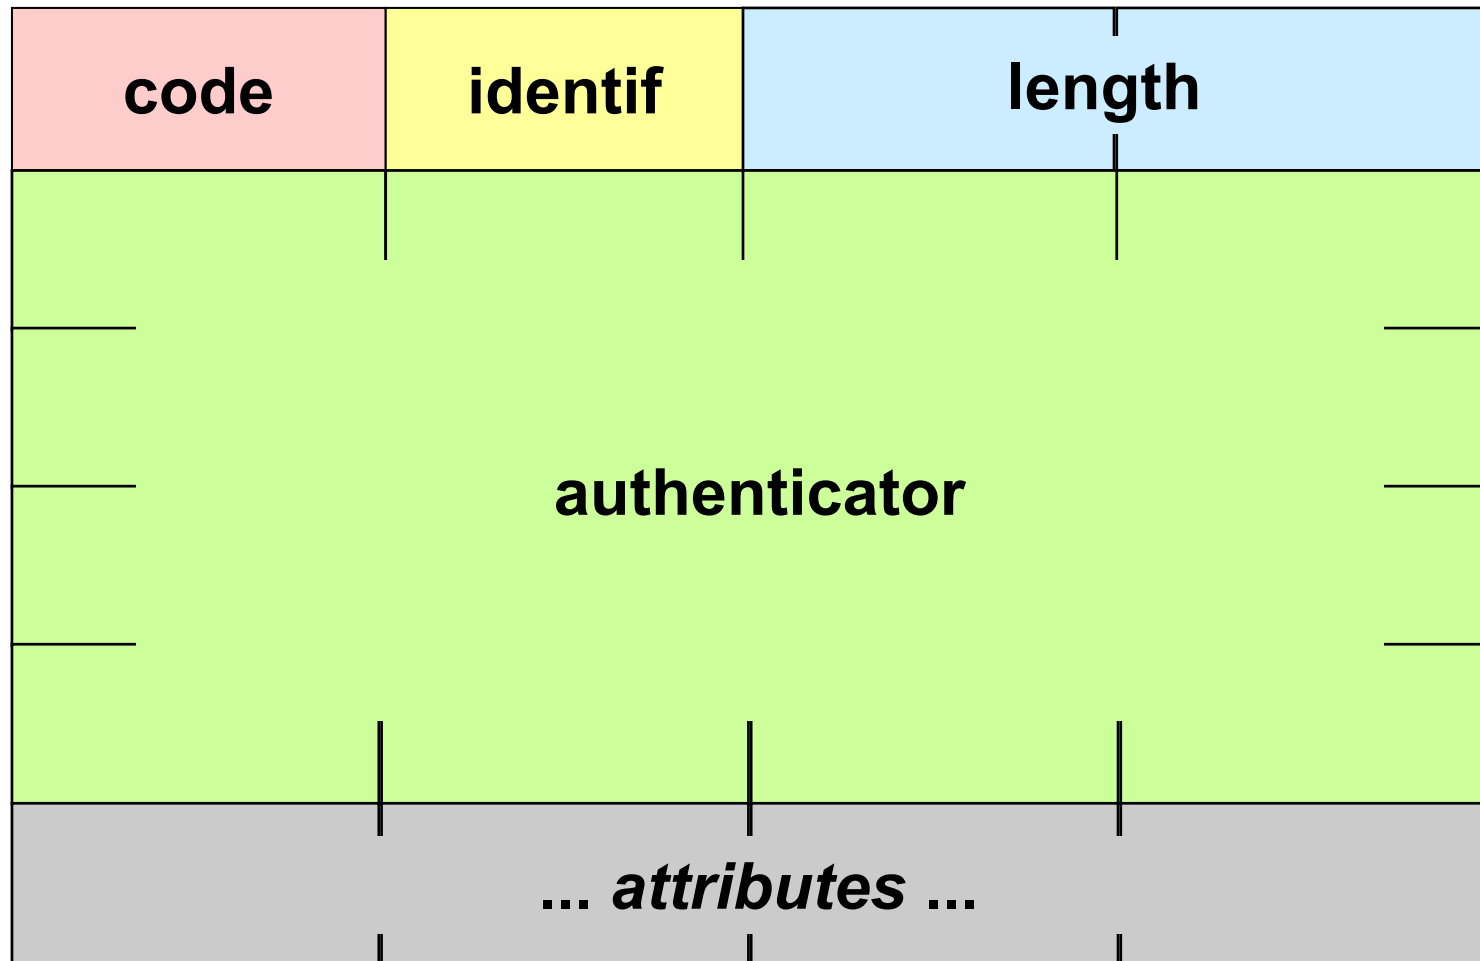 code identif length
authenticator
... attributes ...